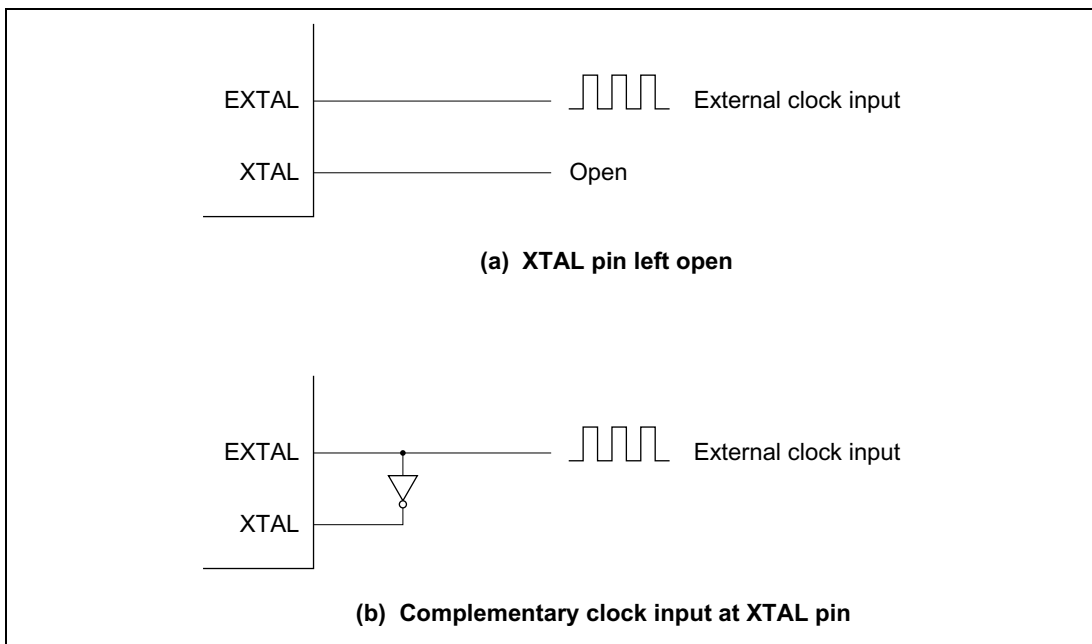 EXTAL
External clock input
XTAL
Open
(a) XTAL pin left open
EXTAL
External clock input
XTAL
(b) Complementary clock input at XTAL pin